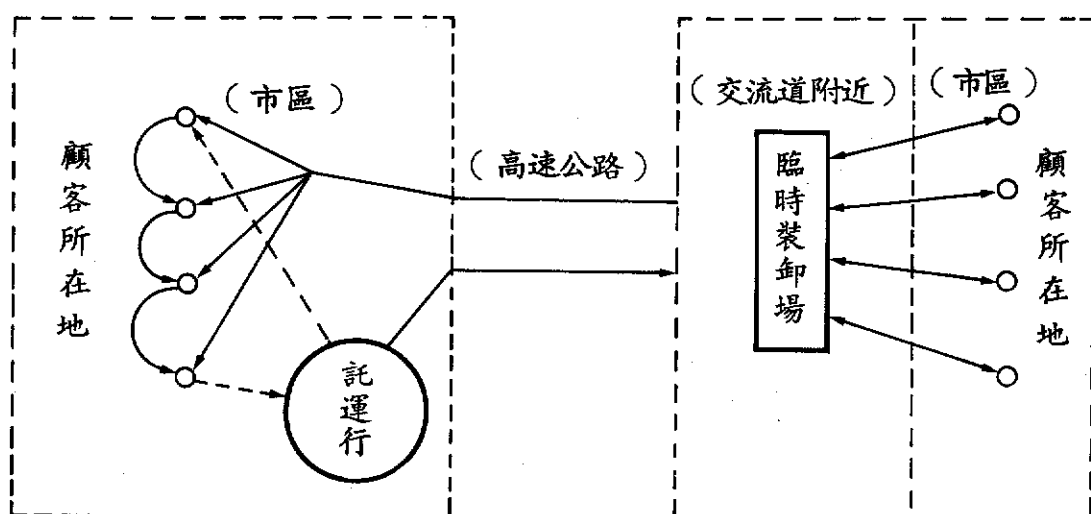 （市區）
顧客所在地
託運行
（高速公路）
（交流道附近）
臨時裝卸場
（市區）
顧客所在地